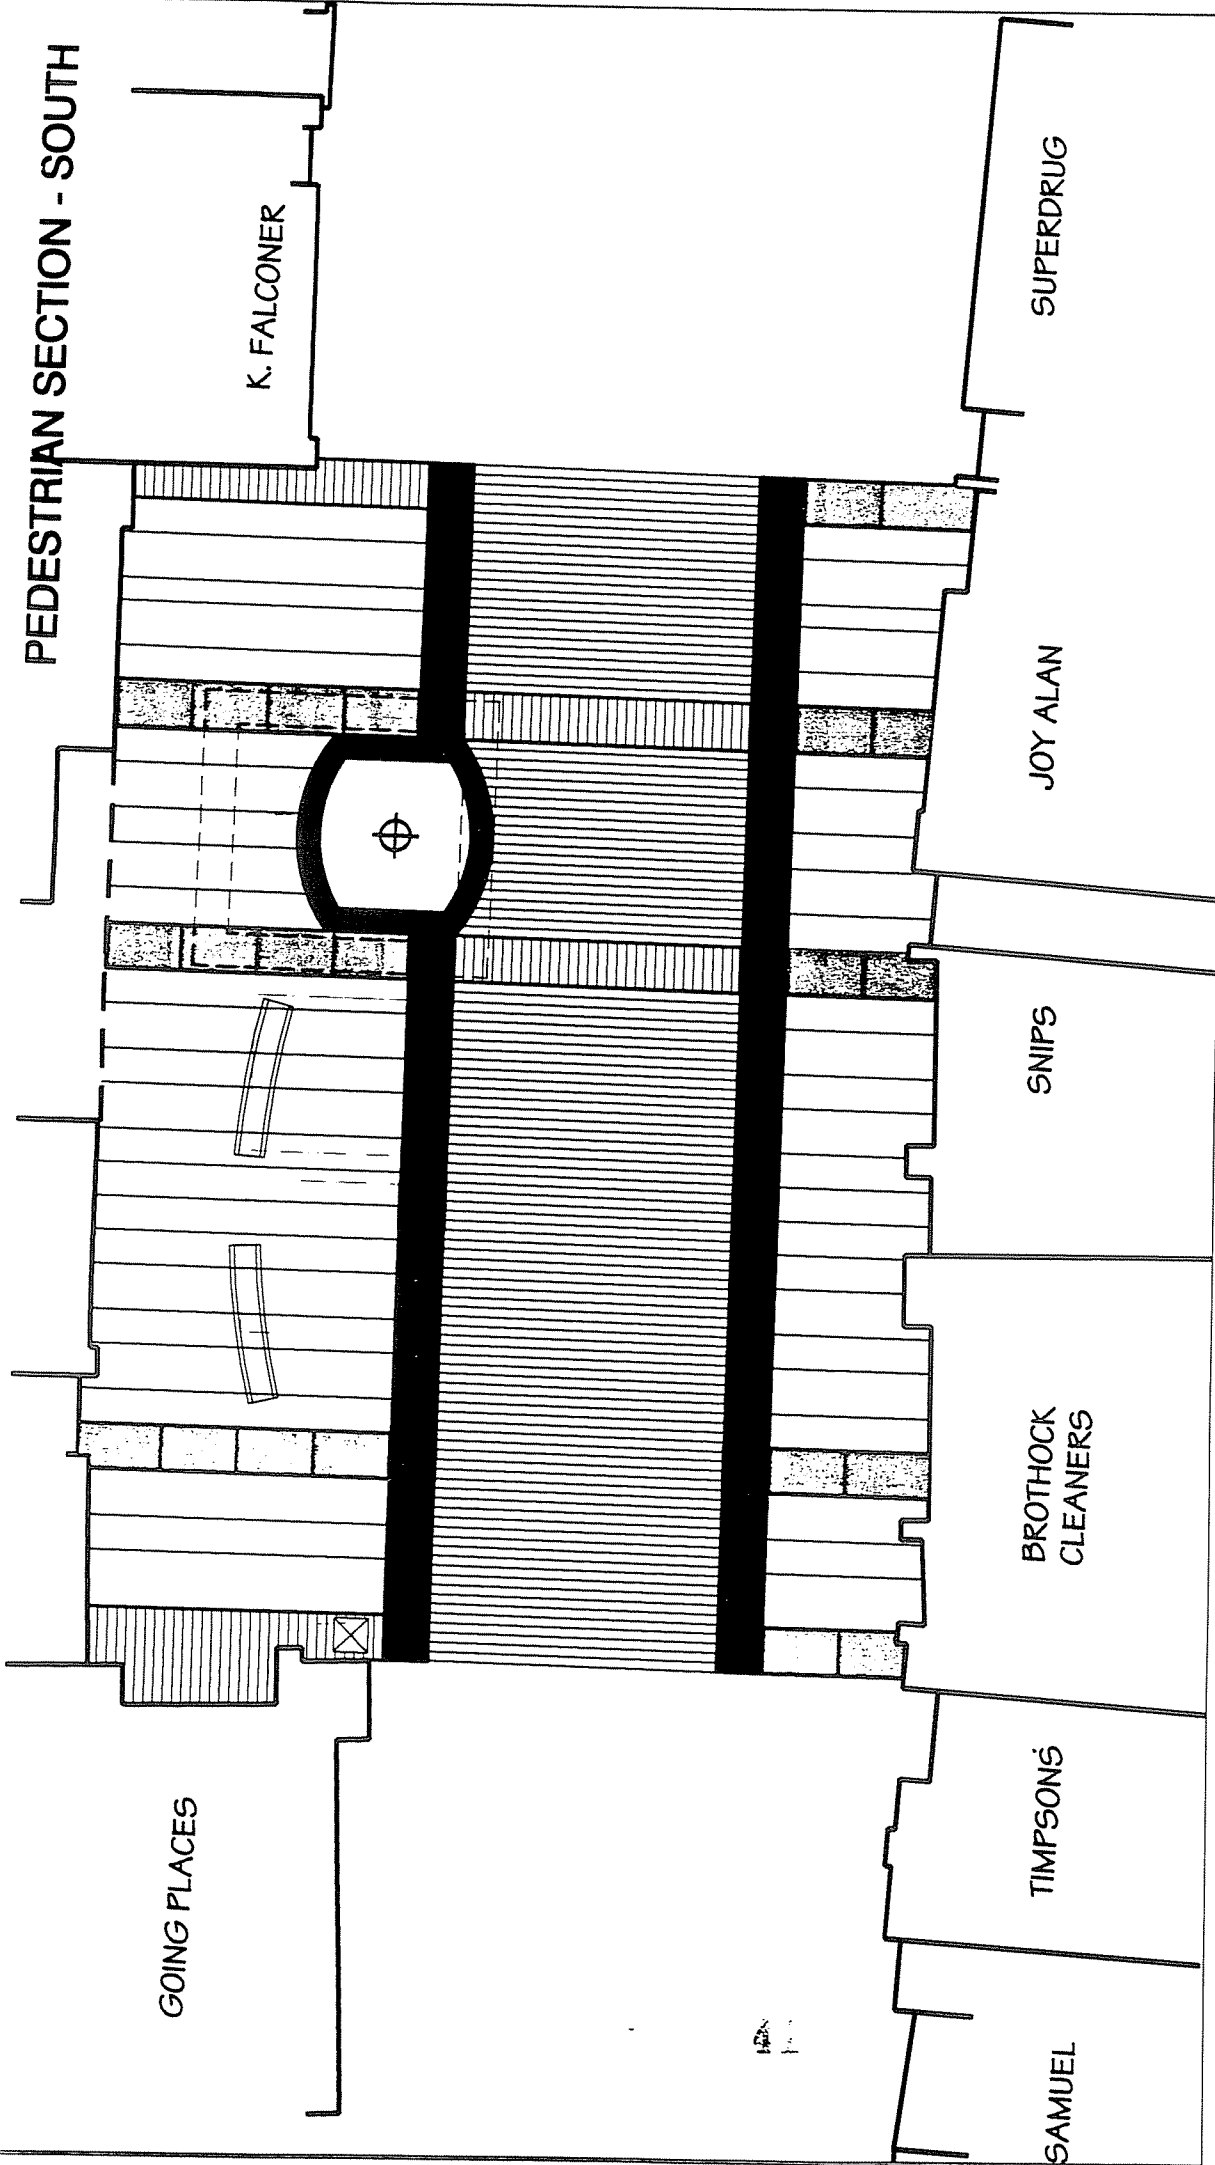 PEDESTRIAN SECTION - SOUTH
GOING PLACES
K. FALCONER
SAMUEL
TIMPSONS'
BROTHOCK
CLEANERS
SNIPS
JOY ALAN
SUPERDRUG